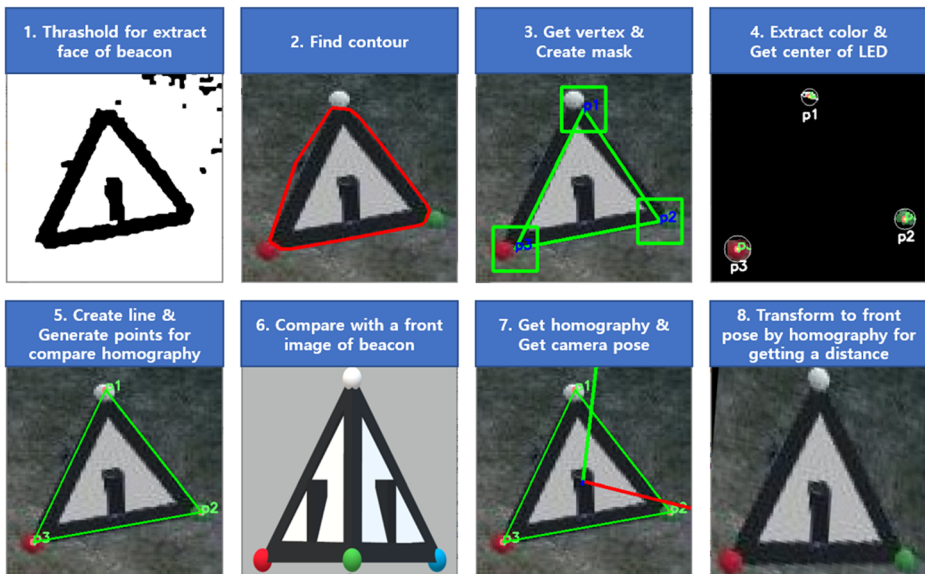 1. Thrashold for extract
face of beacon
2. Find contour
3. Get vertex &
Create mask
4. Extract color &
Get center of LED
p1
p2
p3
p1
p2
p3
5. Create line &
Generate points for
compare homography
6. Compare with a front
image of beacon
7. Get homography &
Get camera pose
8. Transform to front
pose by homography for
getting a distance
p1
p2
p3
p1
p2
p3